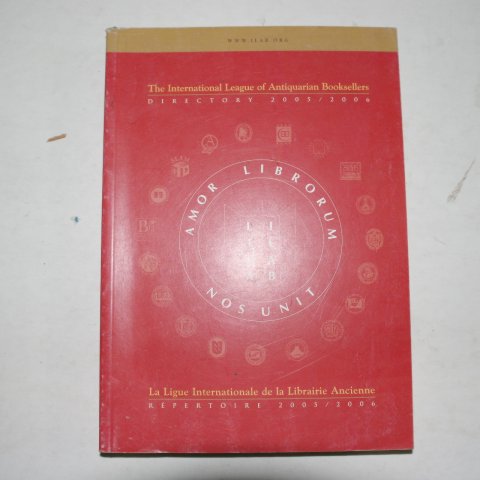 WWW.ILAB.ORG
The International League of Antiquarian Booksellers
DIRECTORY 2005/2006
AMOR LIBRORUM
NOS UNIT
La Ligue Internationale de la Librairie Ancienne
RÉPERTOIRE 2005/2006